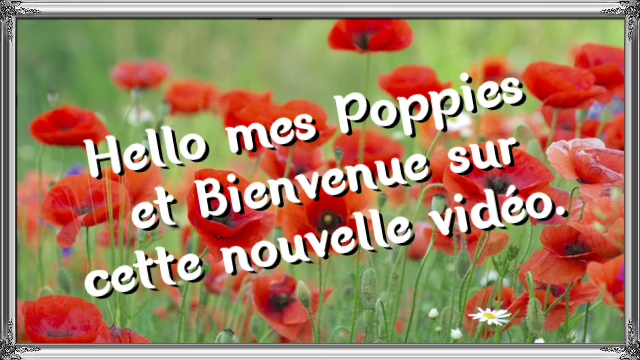 Hello mes Poppies
et Bienvenue sur
cette nouvelle vidéo.